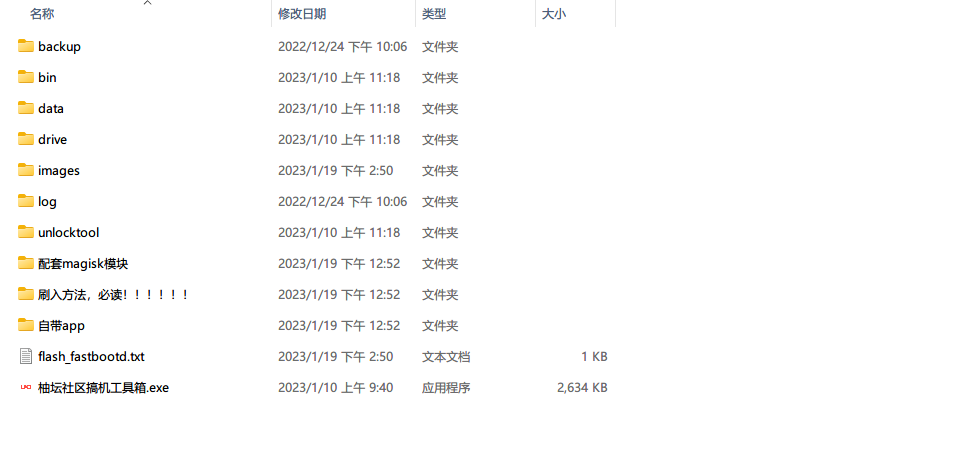 名称 修改日期 类型 大小
backup 2022/12/24 下午 10:06 文件夹
bin 2023/1/10 上午 11:18 文件夹
data 2023/1/10 上午 11:18 文件夹
drive 2023/1/10 上午 11:18 文件夹
images 2023/1/19 下午 2:50 文件夹
log 2022/12/24 下午 10:06 文件夹
unlocktool 2023/1/10 上午 11:18 文件夹
配套magisk模块 2023/1/19 下午 12:52 文件夹
刷入方法，必读！！！！！！ 2023/1/19 下午 12:52 文件夹
自带app 2023/1/19 下午 12:52 文件夹
flash_fastbootd.txt 2023/1/19 下午 2:50 文本文档 1 KB
柚坛社区搞机工具箱.exe 2023/1/10 上午 9:40 应用程序 2,634 KB